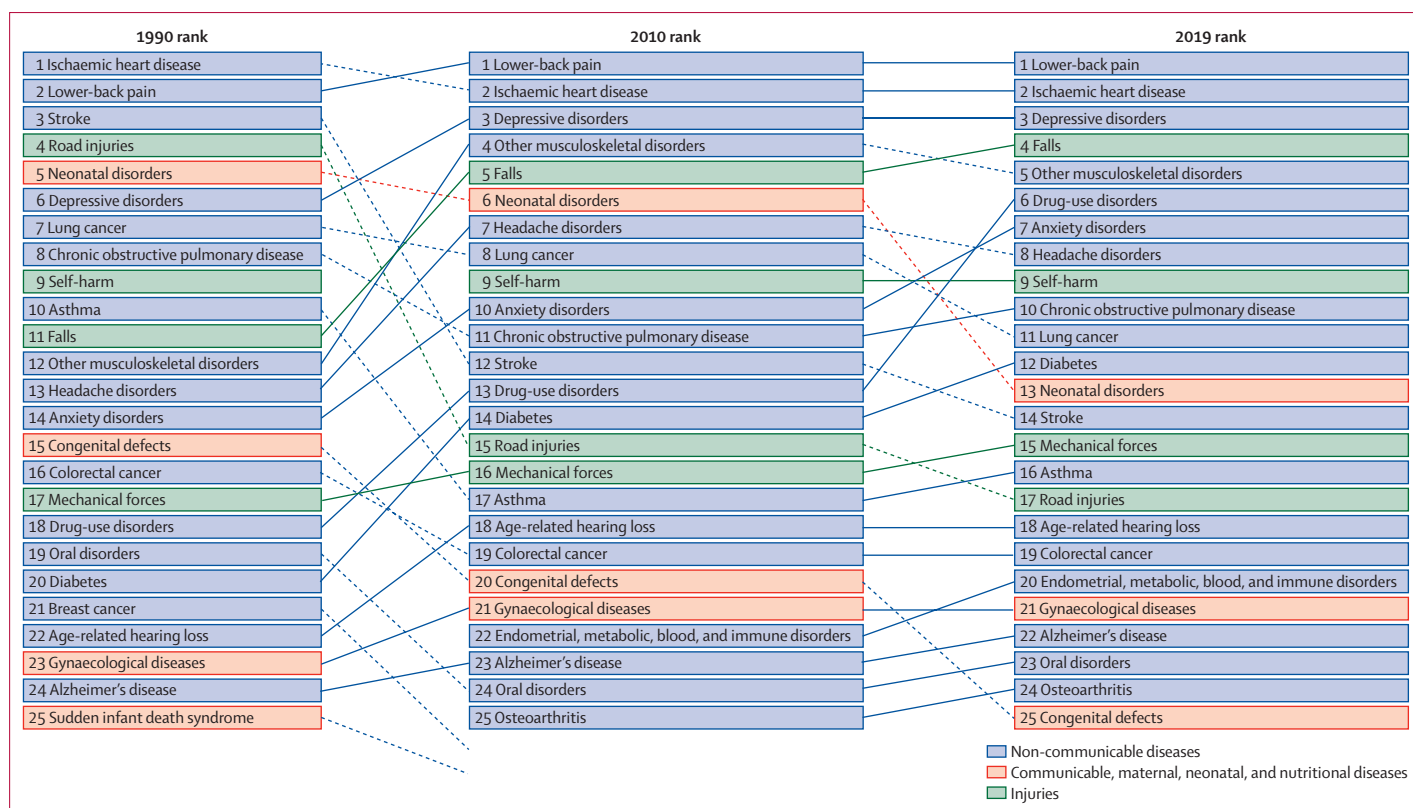 1990 rank
1 Ischaemic heart disease
2 Lower-back pain
3 Stroke
4 Road injuries
5 Neonatal disorders
6 Depressive disorders
7 Lung cancer
8 Chronic obstructive pulmonary disease
9 Self-harm
10 Asthma
11 Falls
12 Other musculoskeletal disorders
13 Headache disorders
14 Anxiety disorders
15 Congenital defects
16 Colorectal cancer
17 Mechanical forces
18 Drug-use disorders
19 Oral disorders
20 Diabetes
21 Breast cancer
22 Age-related hearing loss
23 Gynaecological diseases
24 Alzheimer's disease
25 Sudden infant death syndrome
2010 rank
1 Lower-back pain
2 Ischaemic heart disease
3 Depressive disorders
4 Other musculoskeletal disorders
5 Falls
6 Neonatal disorders
7 Headache disorders
8 Lung cancer
9 Self-harm
10 Anxiety disorders
11 Chronic obstructive pulmonary disease
12 Stroke
13 Drug-use disorders
14 Diabetes
15 Road injuries
16 Mechanical forces
17 Asthma
18 Age-related hearing loss
19 Colorectal cancer
20 Congenital defects
21 Gynaecological diseases
22 Endometrial, metabolic, blood, and immune disorders
23 Alzheimer's disease
24 Oral disorders
25 Osteoarthritis
2019 rank
1 Lower-back pain
2 Ischaemic heart disease
3 Depressive disorders
4 Falls
5 Other musculoskeletal disorders
6 Drug-use disorders
7 Anxiety disorders
8 Headache disorders
9 Self-harm
10 Chronic obstructive pulmonary disease
11 Lung cancer
12 Diabetes
13 Neonatal disorders
14 Stroke
15 Mechanical forces
16 Asthma
17 Road injuries
18 Age-related hearing loss
19 Colorectal cancer
20 Endometrial, metabolic, blood, and immune disorders
21 Gynaecological diseases
22 Alzheimer's disease
23 Oral disorders
24 Osteoarthritis
25 Congenital defects
Non-communicable diseases
Communicable, maternal, neonatal, and nutritional diseases
Injuries